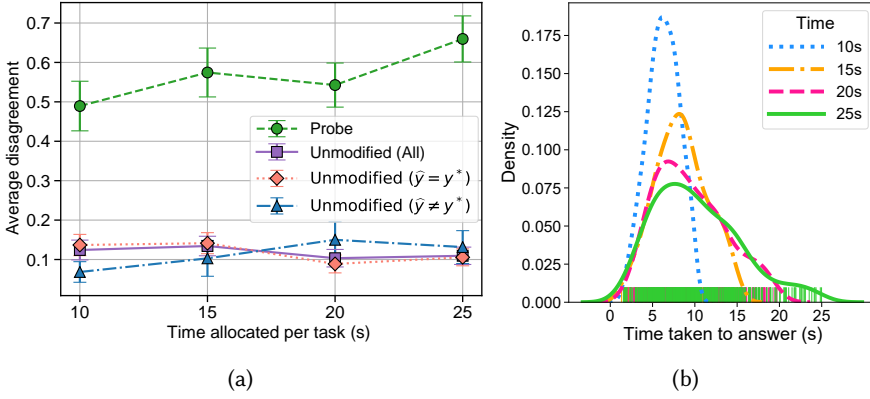 0.7
0.6
0.5
0.4
0.3
0.2
0.1
Average disagreement
Probe
Unmodified (All)
Unmodified (ŷ = y*)
Unmodified (ŷ ≠ y*)
10
15
20
25
Time allocated per task (s)
(a)
0.175
0.150
0.125
0.100
0.075
0.050
0.025
0.000
Density
Time
10s
15s
20s
25s
0
5
10
15
20
25
Time taken to answer (s)
(b)